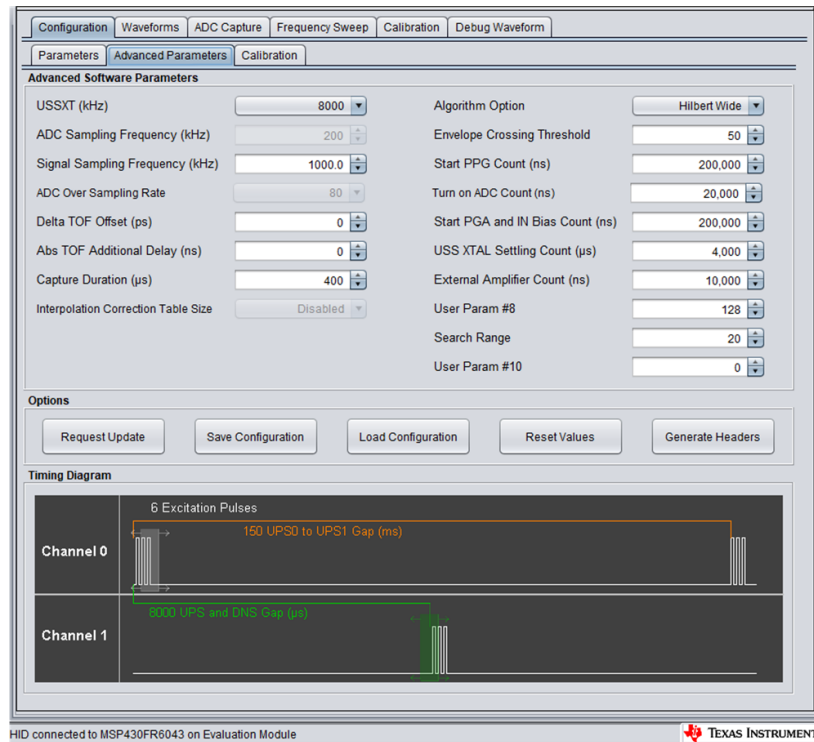 Configuration Waveforms ADC Capture Frequency Sweep Calibration Debug Waveform
Parameters Advanced Parameters Calibration
Advanced Software Parameters
USSXT (kHz) 8000 Algorithm Option Hilbert Wide
ADC Sampling Frequency (kHz) 200 Envelope Crossing Threshold 50
Signal Sampling Frequency (kHz) 1000.0 Start PPG Count (ns) 200,000
ADC Over Sampling Rate 80 Turn on ADC Count (ns) 20,000
Delta TOF Offset (ps) 0 Start PGA and IN Bias Count (ns) 200,000
Abs TOF Additional Delay (ns) 0 USS XTAL Settling Count (μs) 4,000
Capture Duration (μs) 400 External Amplifier Count (ns) 10,000
Interpolation Correction Table Size Disabled User Param #8 128
Search Range 20
User Param #10 0
Options
Request Update Save Configuration Load Configuration Reset Values Generate Headers
Timing Diagram
6 Excitation Pulses
150 UPS0 to UPS1 Gap (ms)
Channel 0
8000 UPS and DNS Gap (μs)
Channel 1
HID connected to MSP430FR6043 on Evaluation Module TEXAS INSTRUMENT